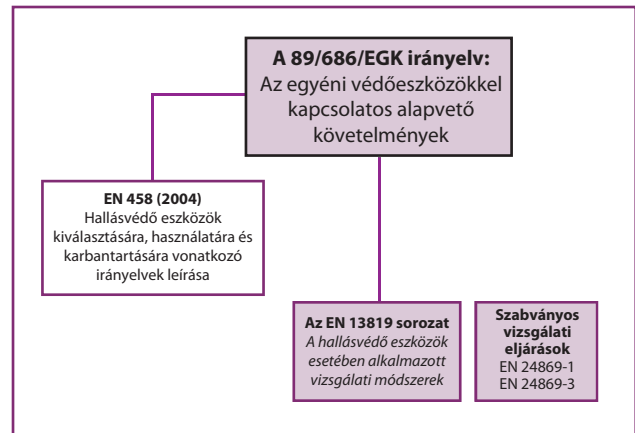 A 89/686/EGK irányelv:
Az egyéni védőeszközökkel
kapcsolatos alapvető
követelmények
EN 458 (2004)
Hallásvédő eszközök
kiválasztására, használatára és
karbantartására vonatkozó
irányelvek leírása
Az EN 13819 sorozat
A hallásvédő eszközök
esetében alkalmazott
vizsgálati módszerek
Szabványos
vizsgálati
eljárások
EN 24869-1
EN 24869-3